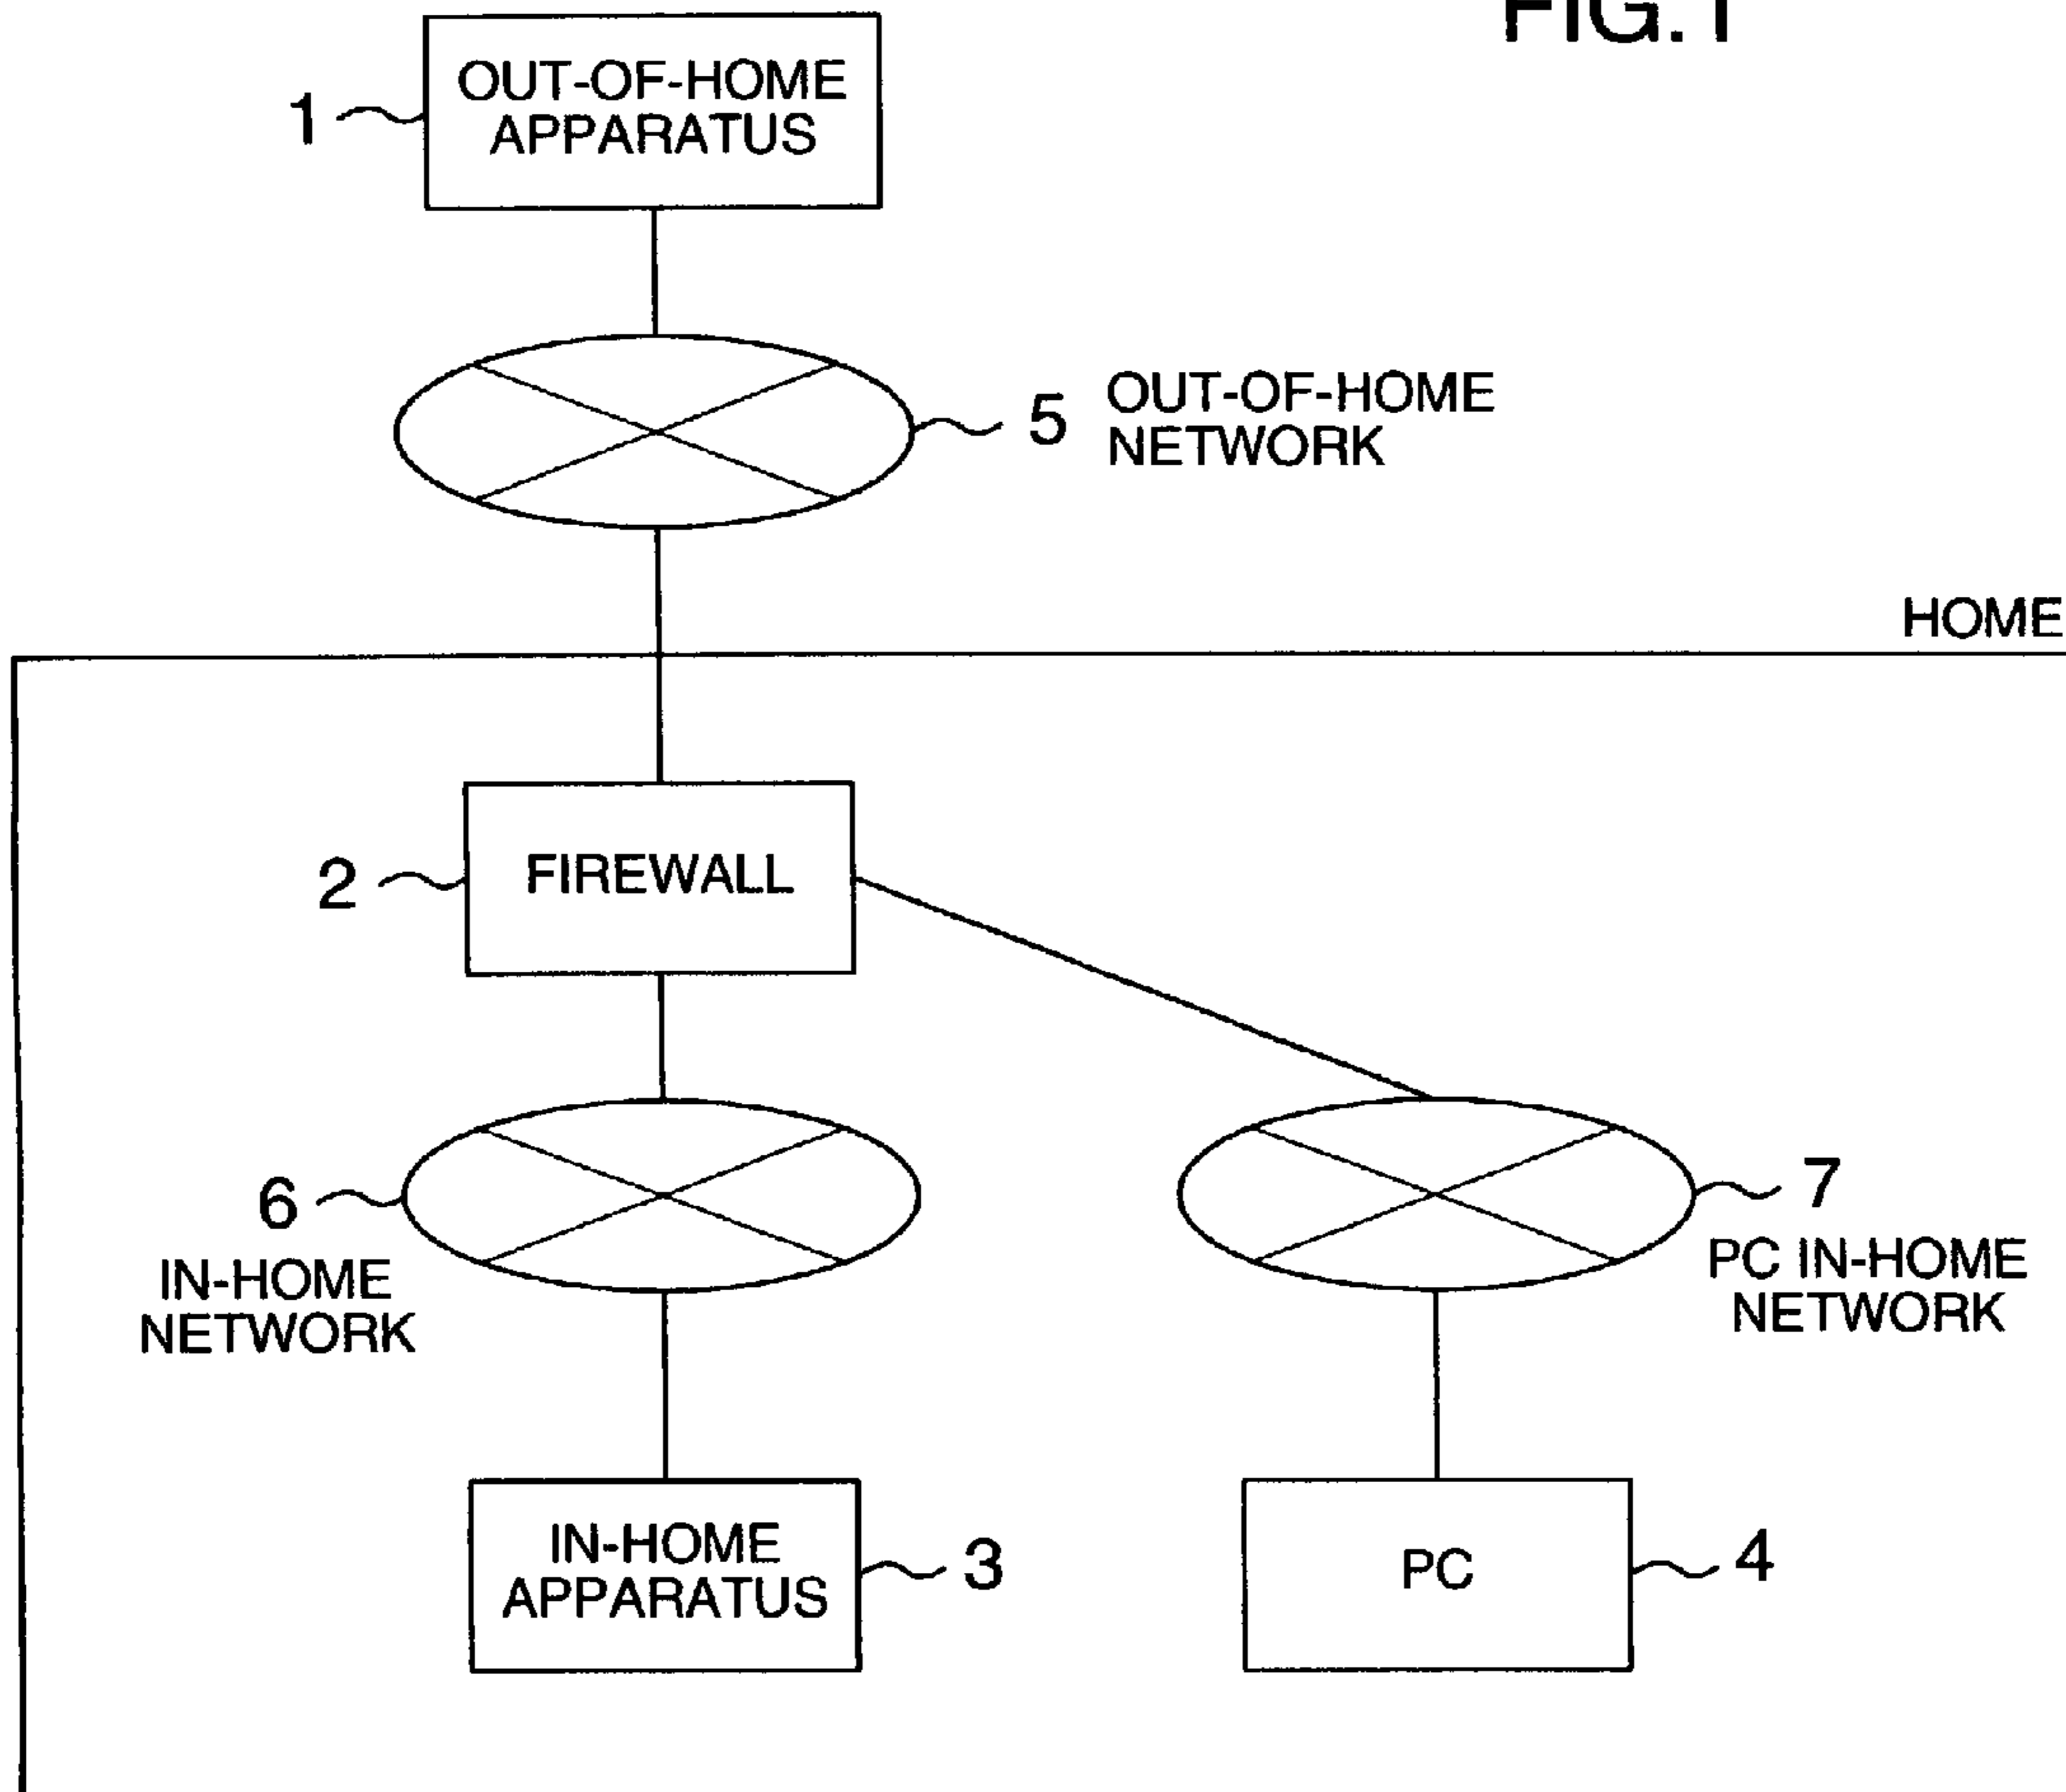 FIG.1
OUT-OF-HOME
APPARATUS
1
5
OUT-OF-HOME
NETWORK
HOME
2
FIREWALL
6
IN-HOME
NETWORK
7
PC IN-HOME
NETWORK
IN-HOME
APPARATUS
3
PC
4